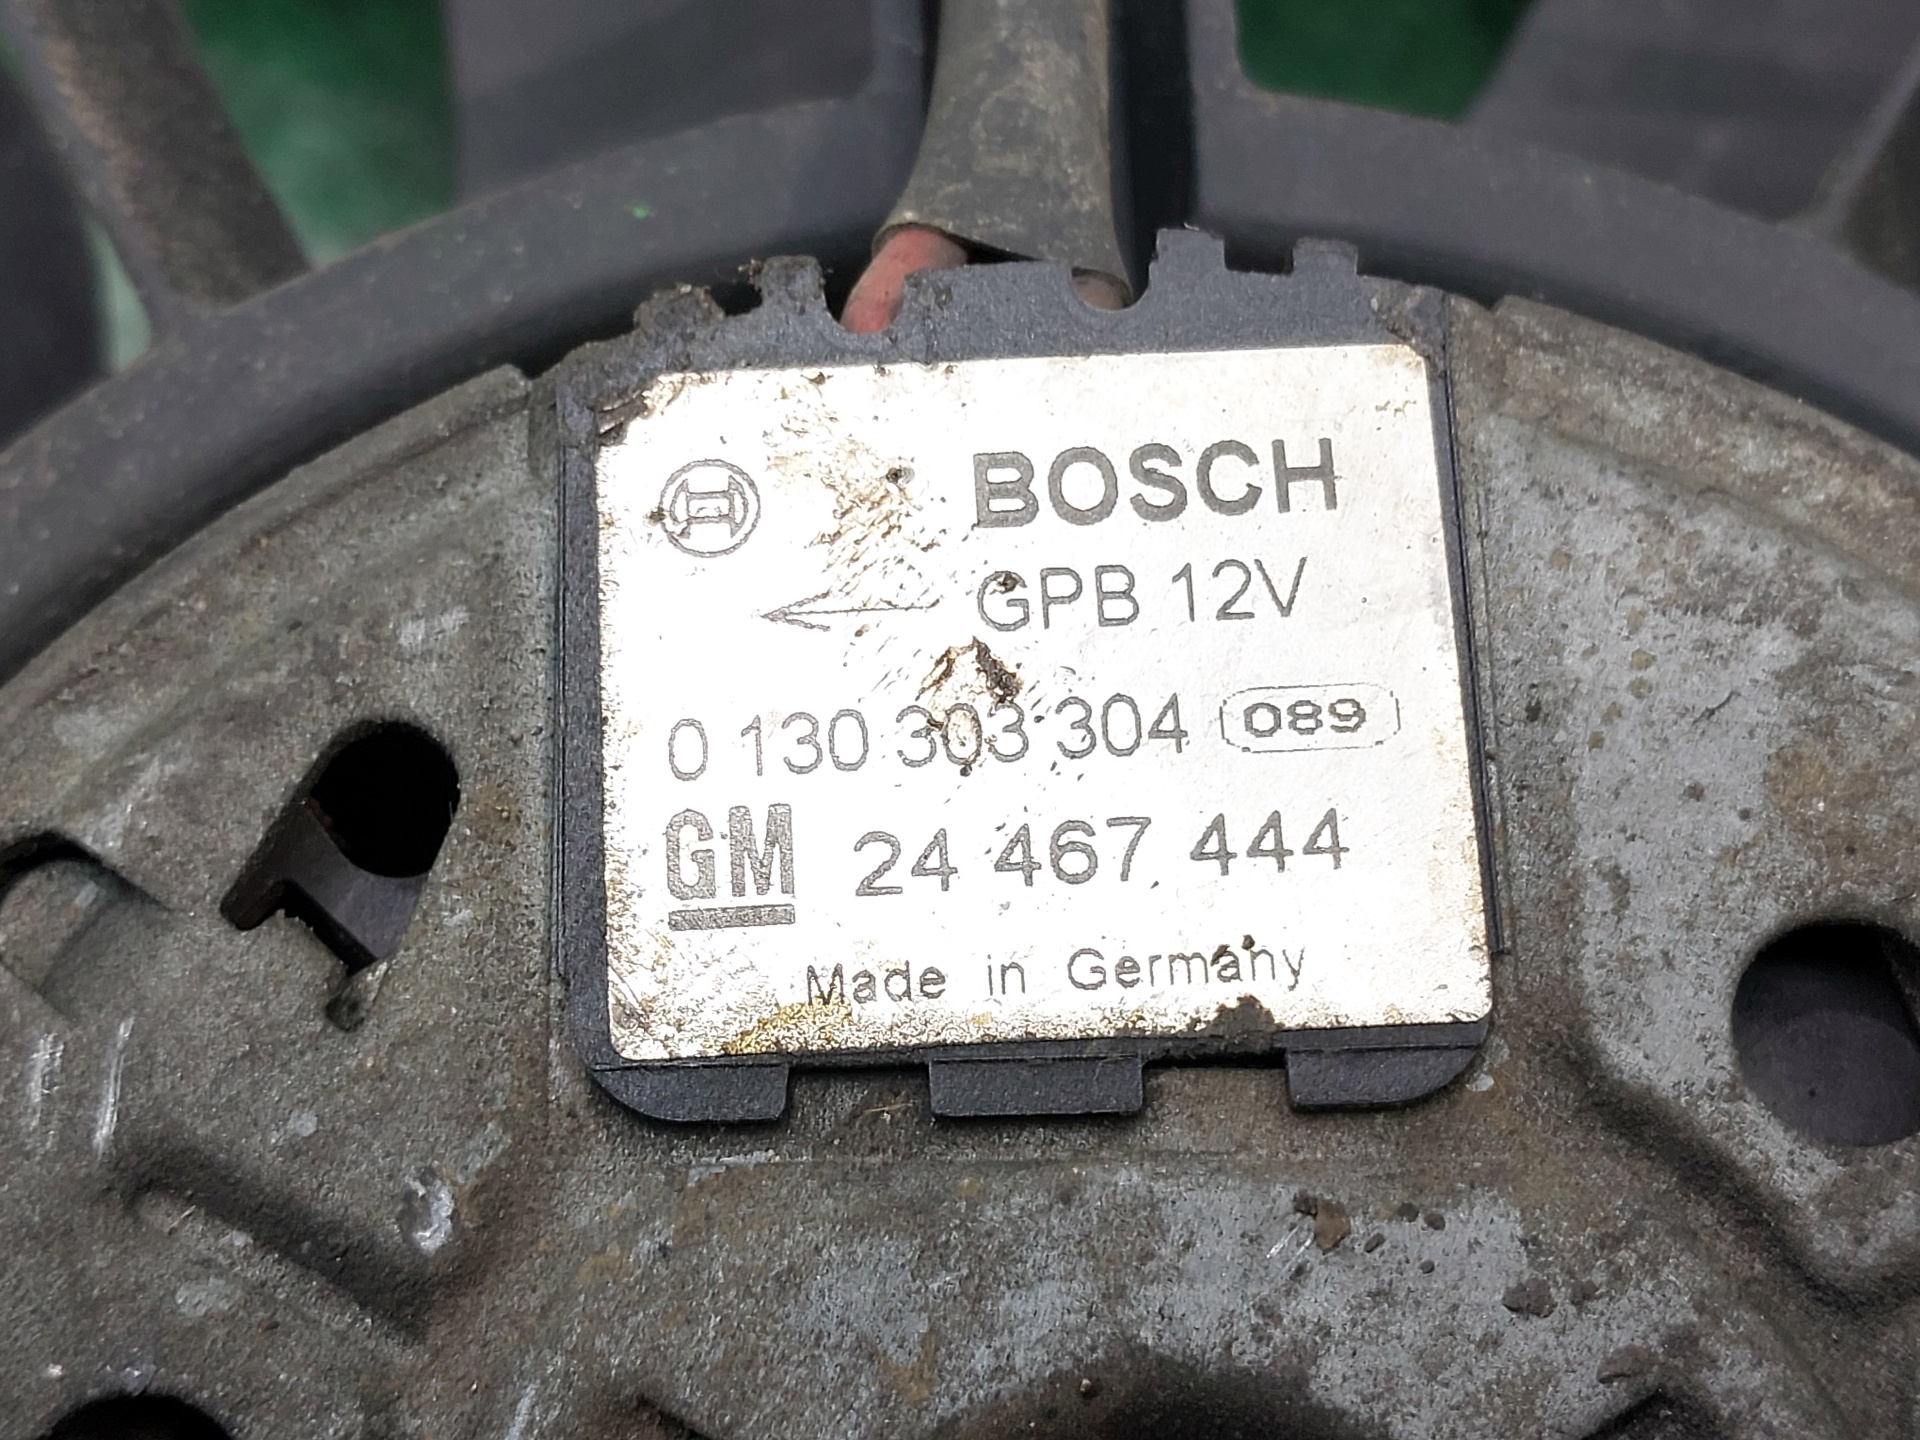 BOSCH
GPB 12V
0 130 303 304 089
GM 24 467 444
Made in Germany